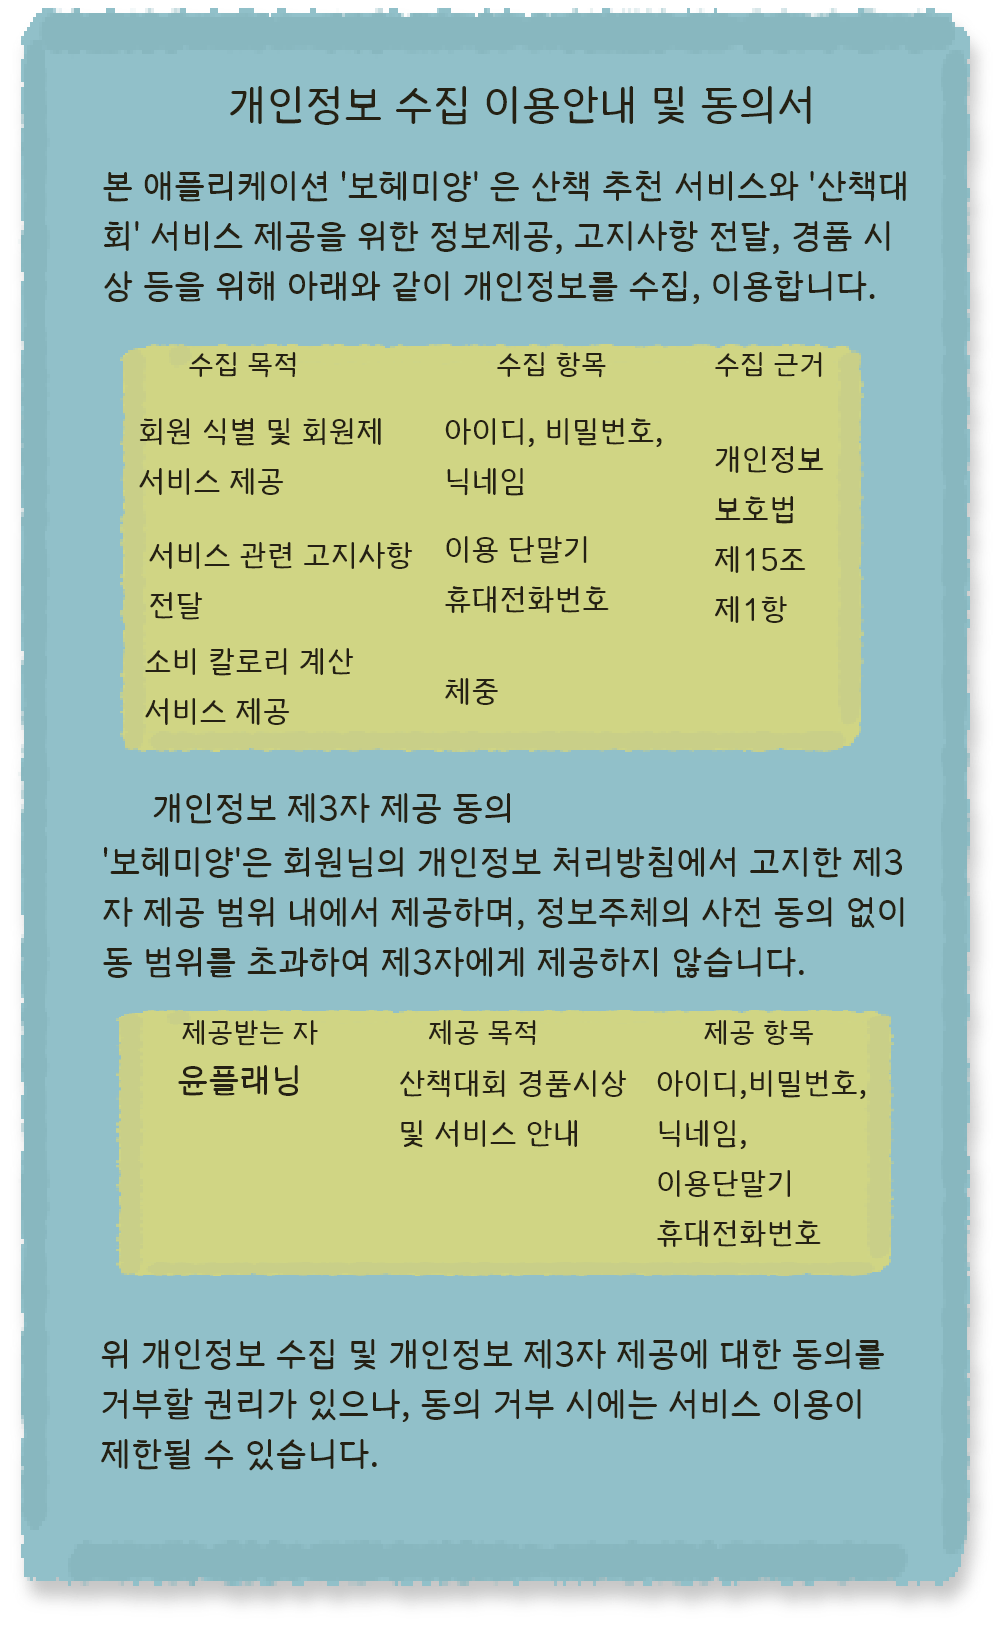 개인정보 수집 이용안내 및 동의서
본 애플리케이션 '보헤미양' 은 산책 추천 서비스와 '산책대
회' 서비스 제공을 위한 정보제공, 고지사항 전달, 경품 시
상 등을 위해 아래와 같이 개인정보를 수집, 이용합니다.
수집 목적 수집 항목 수집 근거
회원 식별 및 회원제 아이디, 비밀번호,
서비스 제공 닉네임
개인정보
보호법
제15조
제1항
서비스 관련 고지사항 이용 단말기
전달 휴대전화번호
소비 칼로리 계산
서비스 제공
체중
개인정보 제3자 제공 동의
'보헤미양'은 회원님의 개인정보 처리방침에서 고지한 제3
자 제공 범위 내에서 제공하며, 정보주체의 사전 동의 없이
동 범위를 초과하여 제3자에게 제공하지 않습니다.
제공받는 자 제공 목적 제공 항목
윤플래닝 산책대회 경품시상 아이디,비밀번호,
및 서비스 안내 닉네임,
이용단말기
휴대전화번호
위 개인정보 수집 및 개인정보 제3자 제공에 대한 동의를
거부할 권리가 있으나, 동의 거부 시에는 서비스 이용이
제한될 수 있습니다.